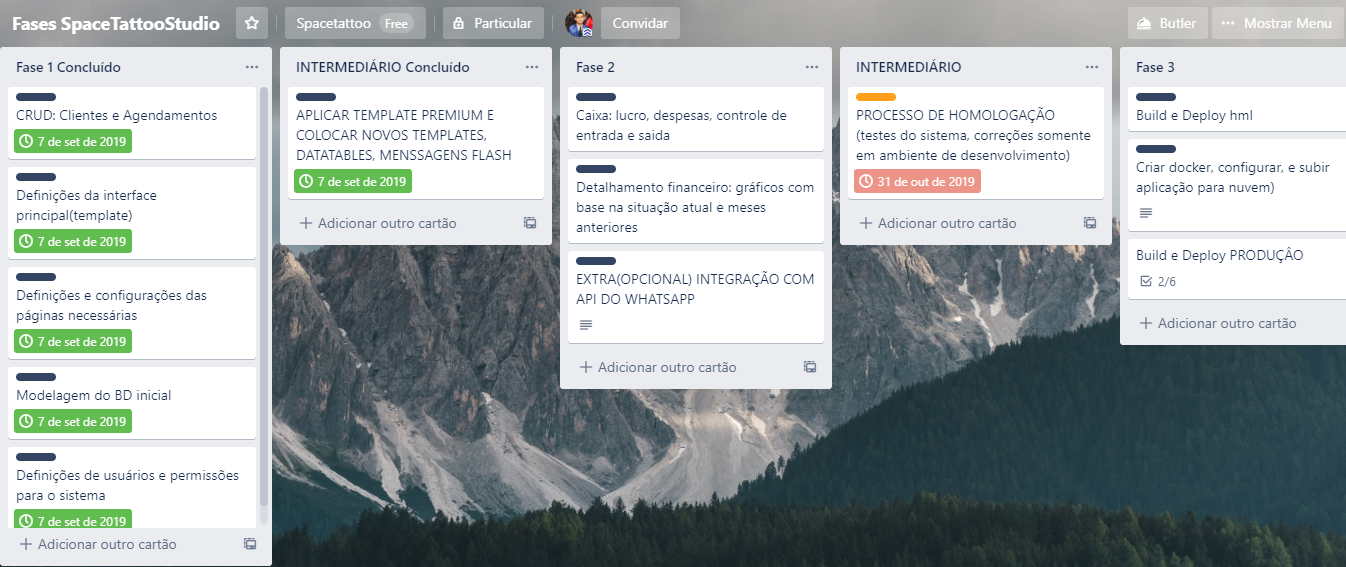 Fases SpaceTattooStudio
Spacetattoo Free
Particular
Convidar
Butler
Mostrar Menu
Fase 1 Concluído
CRUD: Clientes e Agendamentos
7 de set de 2019
Definições da interface
principal(template)
7 de set de 2019
Definições e configurações das
páginas necessárias
7 de set de 2019
Modelagem do BD inicial
7 de set de 2019
Definições de usuários e permissões
para o sistema
7 de set de 2019
+ Adicionar outro cartão
INTERMEDIÁRIO Concluído
APLICAR TEMPLATE PREMIUM E
COLOCAR NOVOS TEMPLATES,
DATATABLES, MENSSAGENS FLASH
7 de set de 2019
+ Adicionar outro cartão
Fase 2
Caixa: lucro, despesas, controle de
entrada e saida
Detalhamento financeiro: gráficos com
base na situação atual e meses
anteriores
EXTRA(OPCIONAL) INTEGRAÇÃO COM
API DO WHATSAPP
+ Adicionar outro cartão
INTERMEDIÁRIO
PROCESSO DE HOMOLOGAÇÃO
(testes do sistema, correções somente
em ambiente de desenvolvimento)
31 de out de 2019
+ Adicionar outro cartão
Fase 3
Build e Deploy hml
Criar docker, configurar, e subir
aplicação para nuvem)
Build e Deploy PRODUÇÂO
2/6
+ Adicionar outro cartão